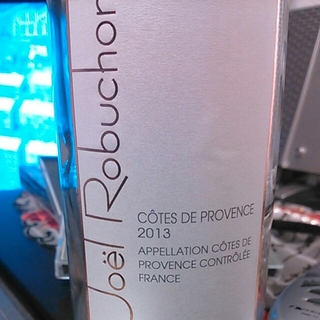 Joël Robuchon
CÔTES DE PROVENCE
2013
APPELLATION CÔTES DE
PROVENCE CONTRÔLÉE
FRANCE